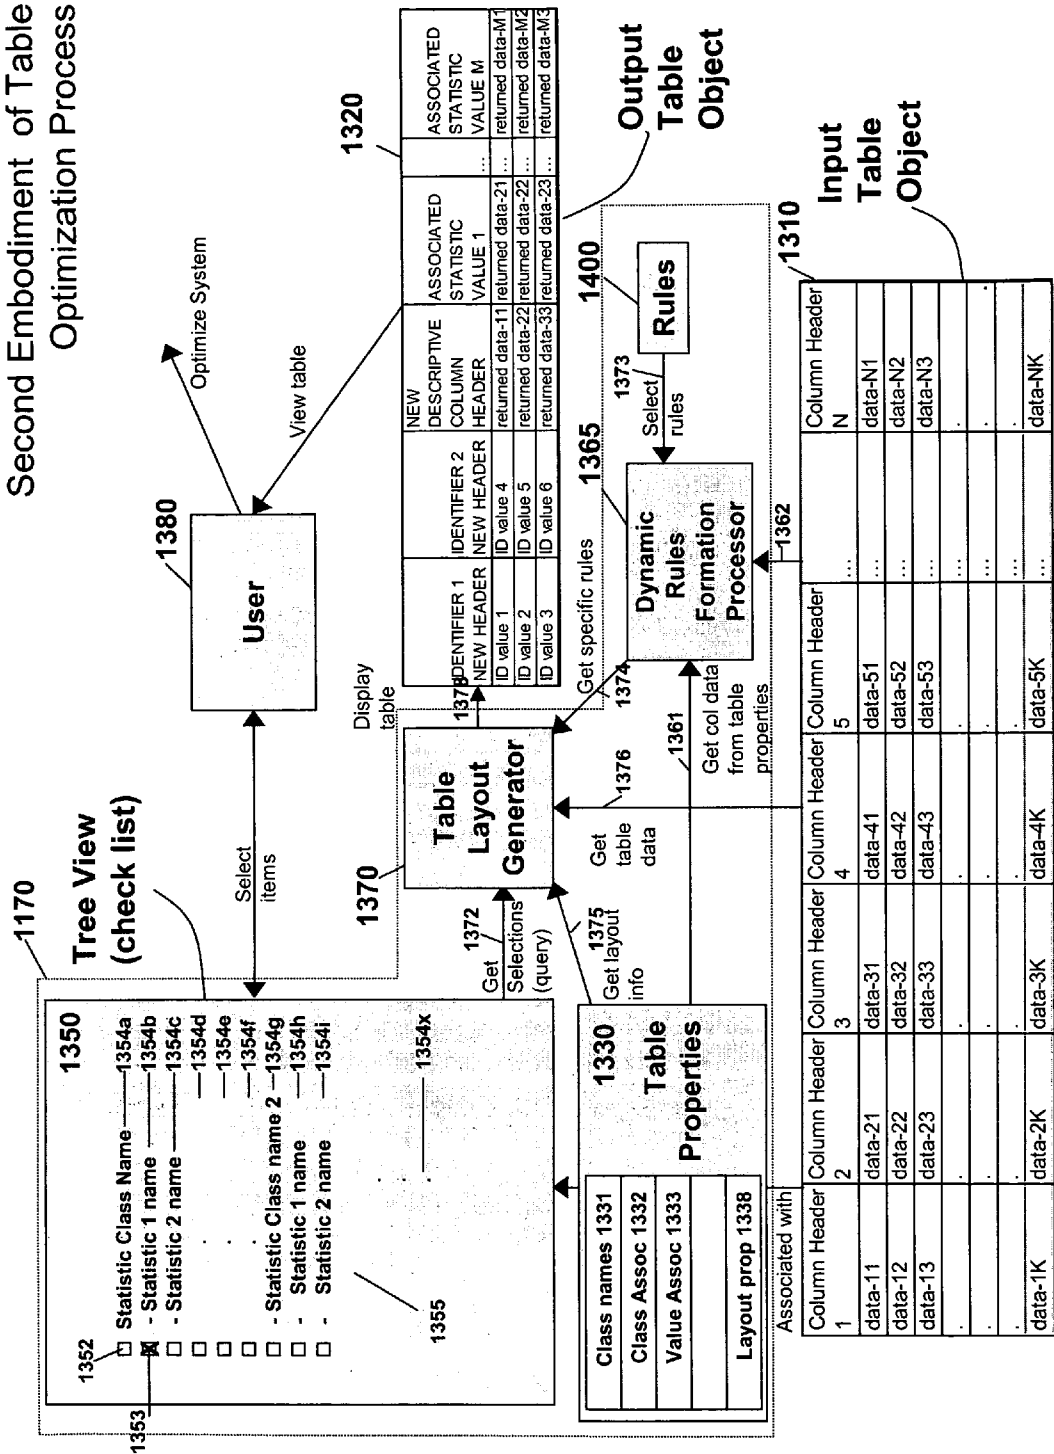 Second Embodiment of Table
Optimization Process
1170
Tree View
(check list)
1350
1352
1353
Statistic Class Name 1354a
- Statistic 1 name 1354b
- Statistic 2 name 1354c
1354d
1354e
1354f
- Statistic Class name 2 1354g
- Statistic 1 name 1354h
- Statistic 2 name 1354i
. . .
1354x
1355
Select
items
1380
User
Optimize System
View table
1320
Display
table
1378
IDENTIFIER 1
NEW HEADER
IDENTIFIER 2
NEW HEADER
NEW
DESCRIPTIVE
COLUMN
HEADER
ASSOCIATED
STATISTIC
VALUE 1
...
ASSOCIATED
STATISTIC
VALUE M
ID value 1 ID value 4 returned data-11 returned data-21 ... returned data-M1
ID value 2 ID value 5 returned data-22 returned data-22 ... returned data-M2
ID value 3 ID value 6 returned data-33 returned data-23 ... returned data-M3
Output
Table
Object
1370
Table
Layout
Generator
Get
Selections
(query)
1372
1375
Get layout
info
Get
table
data
1376
Get specific rules
1374
1361
Get col data
from table
properties
1365
Dynamic
Rules
Formation
Processor
1373
Select
rules
1400
Rules
1362
1330
Table
Properties
Class names 1331
Class Assoc 1332
Value Assoc 1333
Layout prop 1338
Associated with
1310
Input
Table
Object
Column Header
1
Column Header
2
Column Header
3
Column Header
4
Column Header
5
...
Column Header
N
data-11 data-21 data-31 data-41 data-51 ... data-N1
data-12 data-22 data-32 data-42 data-52 ... data-N2
data-13 data-23 data-33 data-43 data-53 ... data-N3
. . . . . ... .
. . . . . ... .
. . . . . ... .
data-1K data-2K data-3K data-4K data-5K ... data-NK